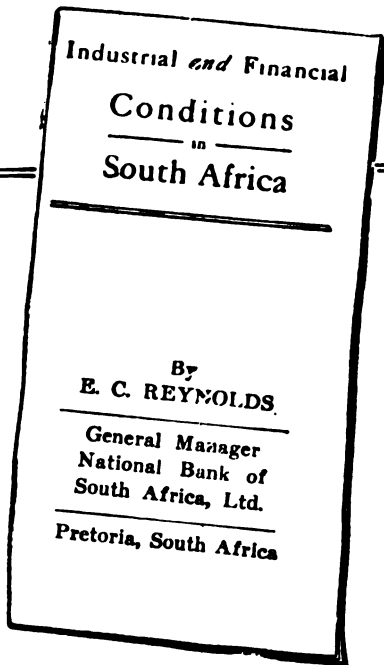 Industrial and Financial
Conditions
in
South Africa
By
E. C. REYNOLDS
General Manager
National Bank of
South Africa, Ltd.
Pretoria, South Africa